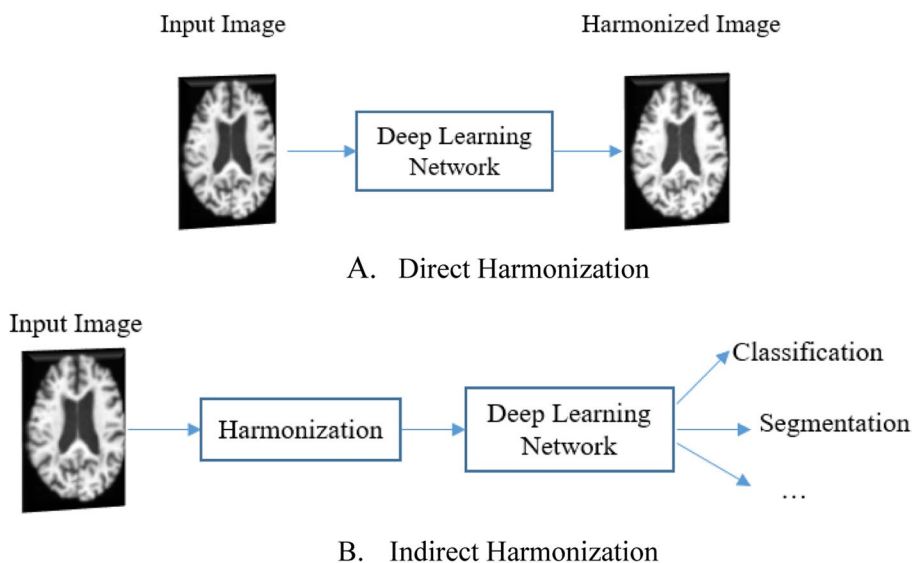 Input Image
Harmonized Image
Deep Learning
Network
A. Direct Harmonization
Input Image
Harmonization
Deep Learning
Network
Classification
Segmentation
...
B. Indirect Harmonization